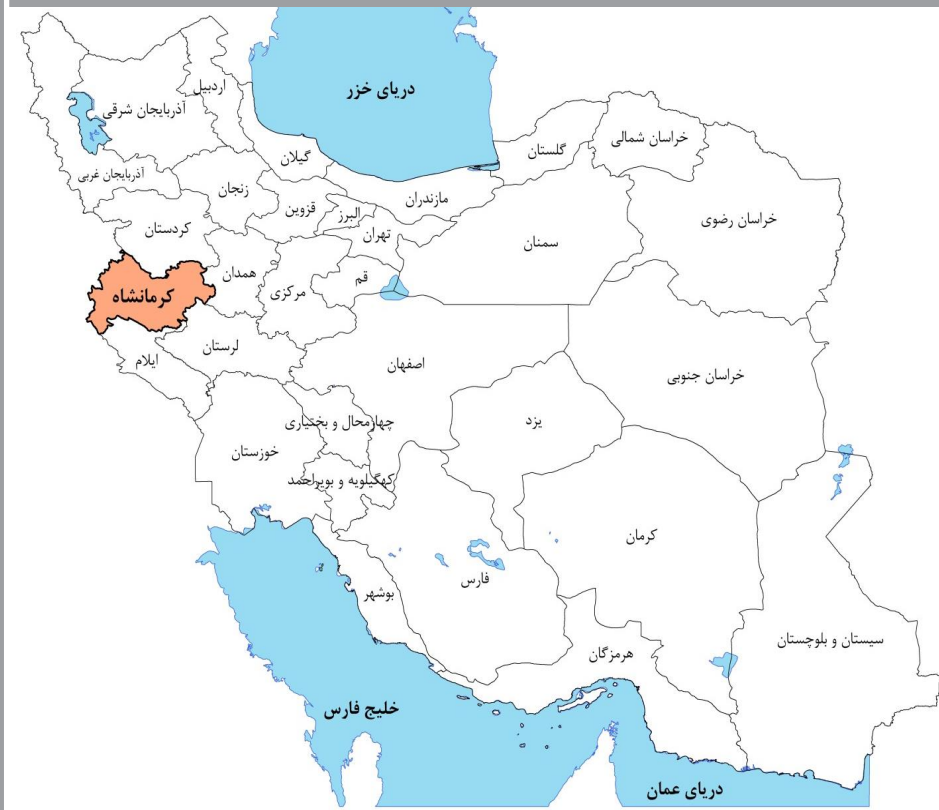 دریای خزر
اردبیل
آذربایجان شرقی
گیلان
گلستان
خراسان شمالی
آذربایجان غربی
زنجان
قزوین
البرز
مازندران
تهران
خراسان رضوی
کردستان
سمنان
همدان
مرکزی
قم
کرمانشاه
لرستان
ایلام
اصفهان
خراسان جنوبی
چهارمحال و بختیاری
یزد
خوزستان
کهگیلویه و بویراحمد
کرمان
فارس
بوشهر
سیستان و بلوچستان
هرمزگان
خلیج فارس
دریای عمان